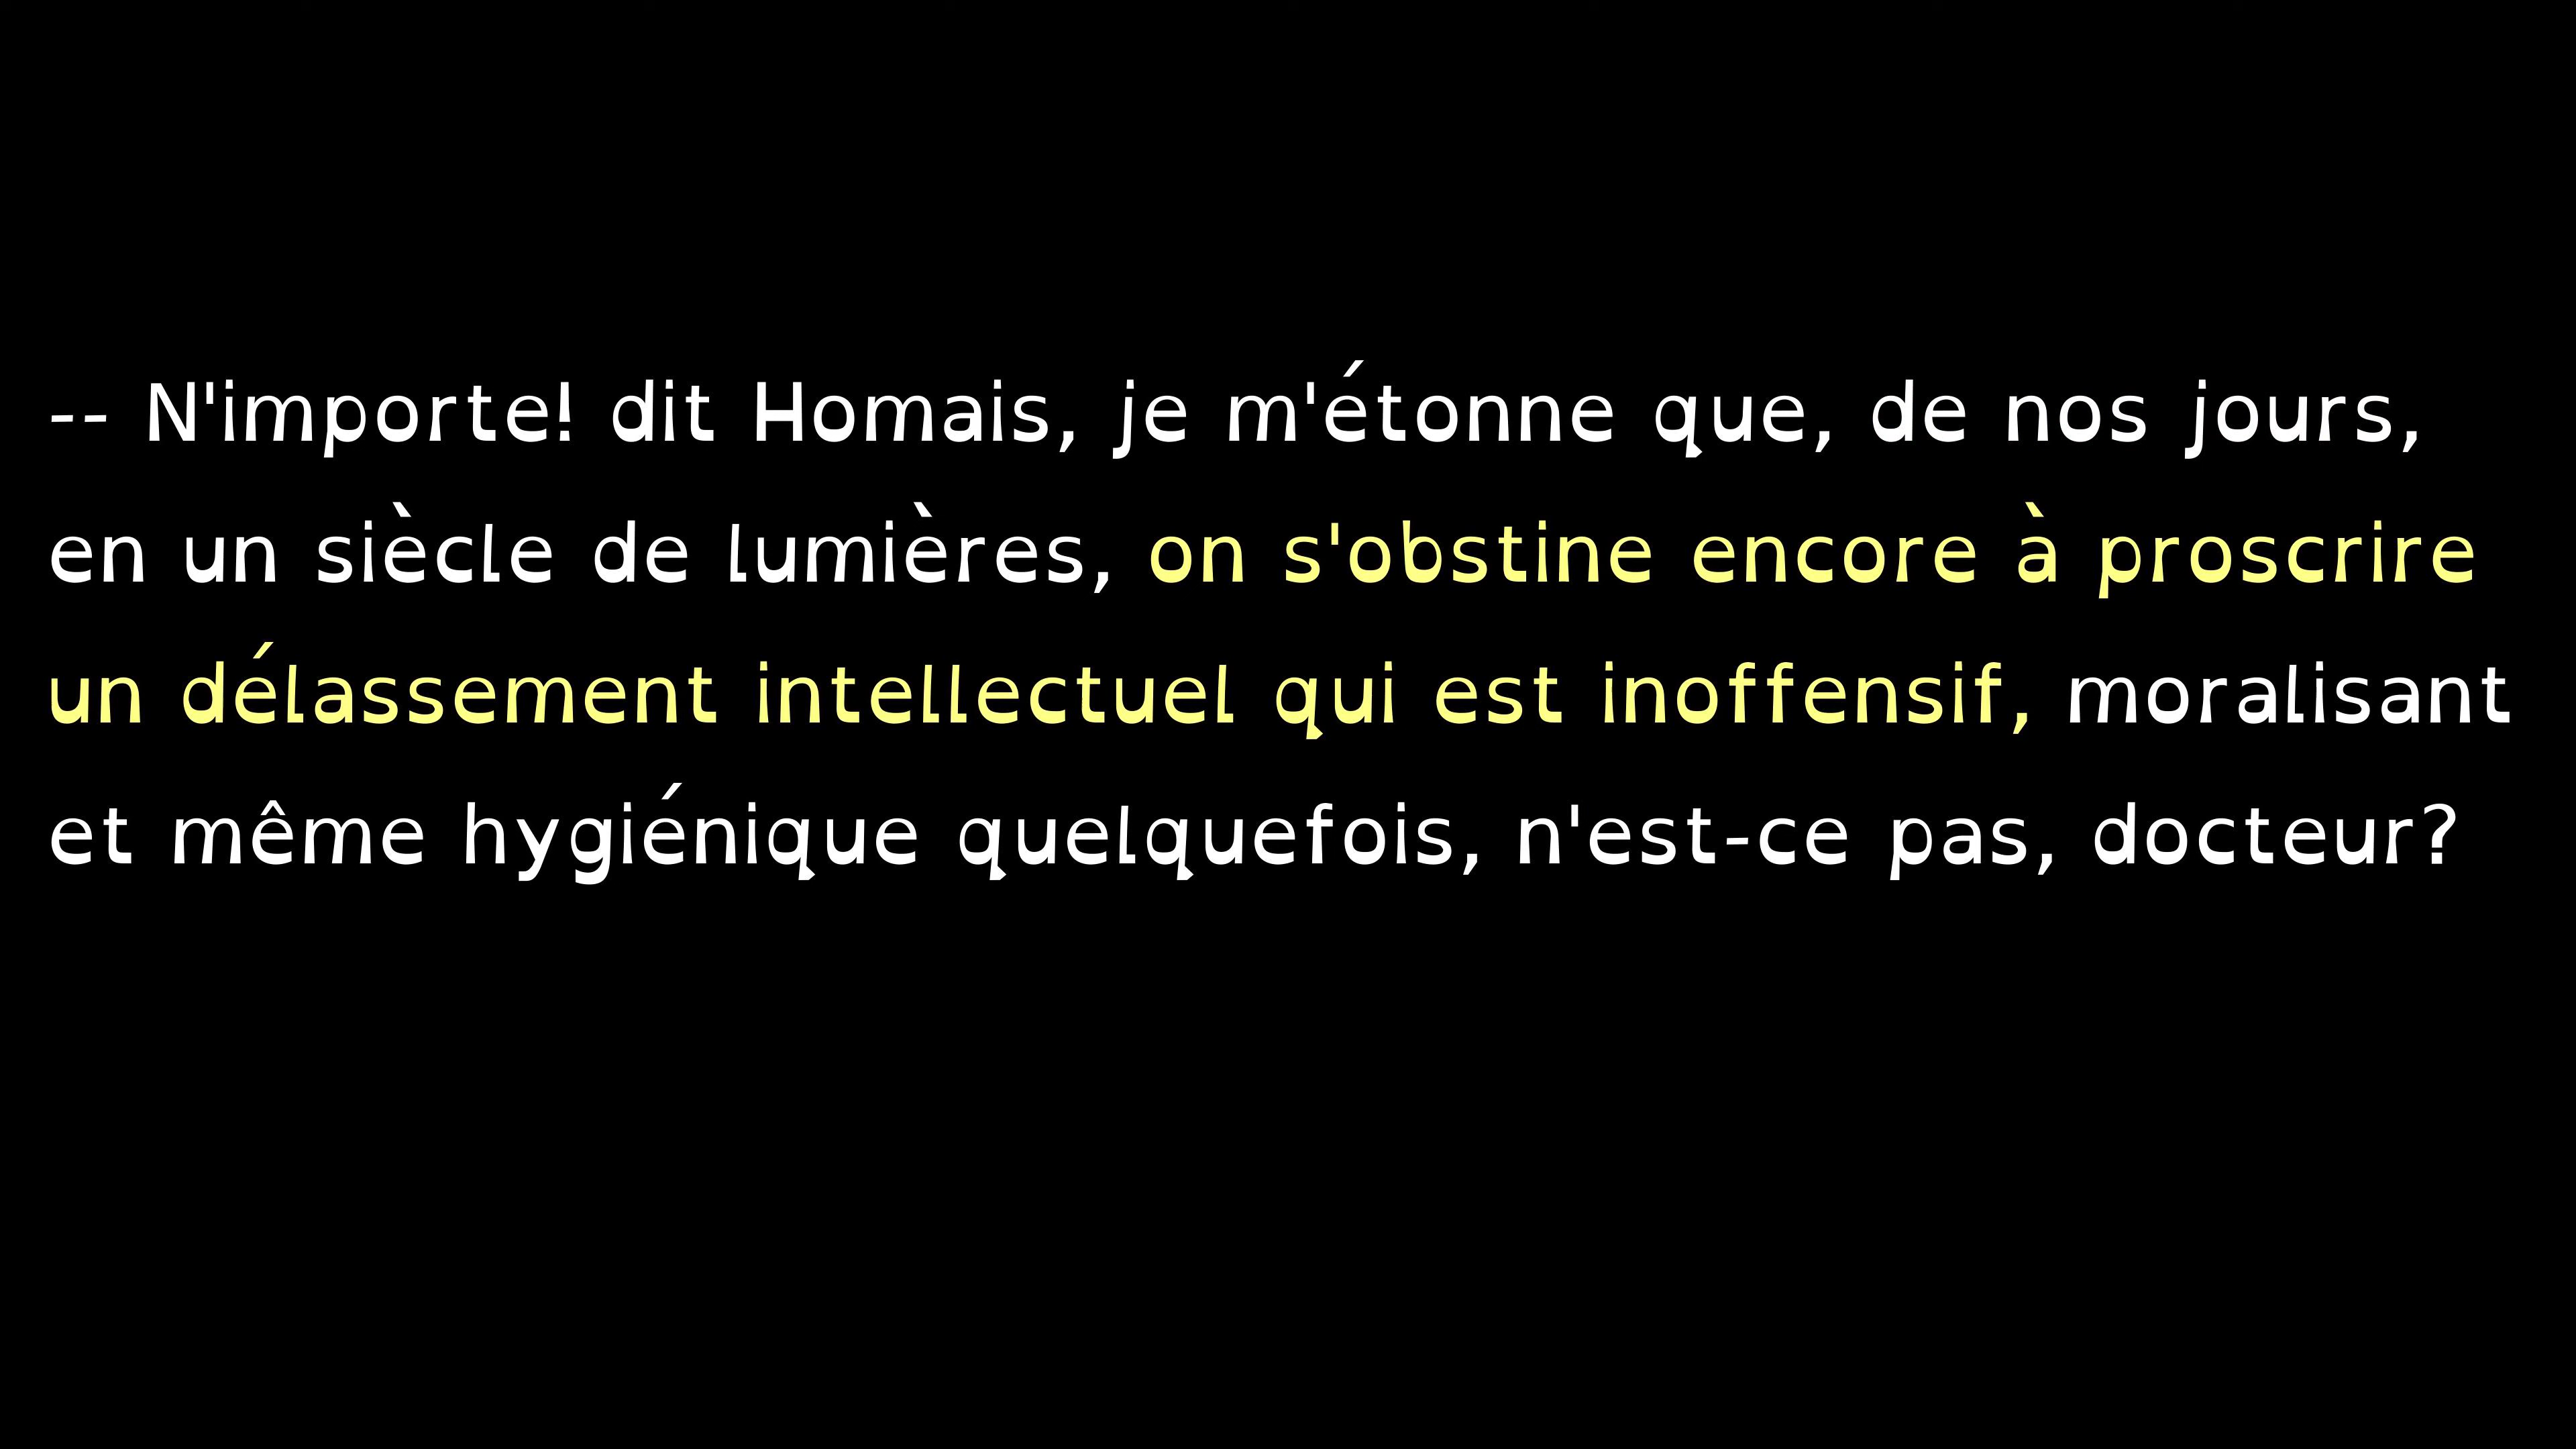 -- N'importe! dit Homais, je m'étonne que, de nos jours,
en un siècle de lumières, on s'obstine encore à proscrire
un délassement intellectuel qui est inoffensif, moralisant
et même hygiénique quelquefois, n'est-ce pas, docteur?